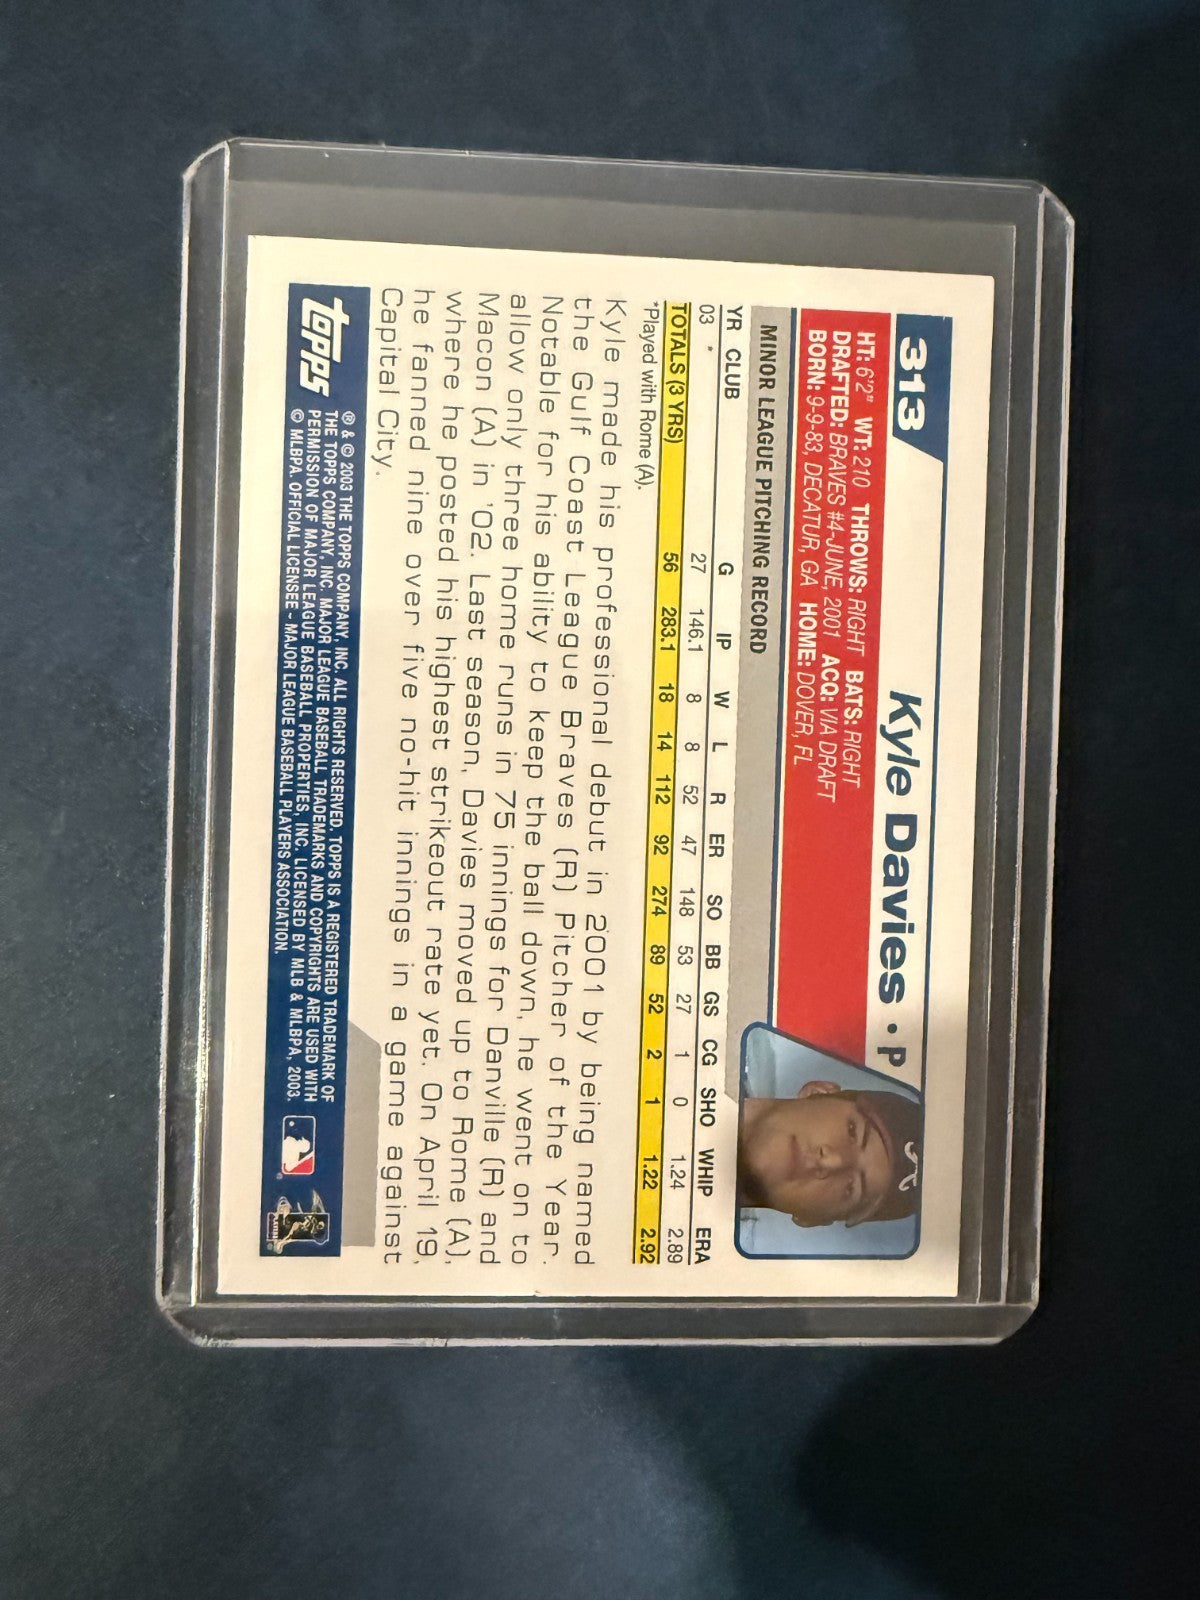 313
Kyle Davies • P
HT: 6'2" WT: 210 THROWS: RIGHT BATS: RIGHT
DRAFTED: BRAVES #4-JUNE, 2001 ACQ: VIA DRAFT
BORN: 9-9-83, DECATUR, GA HOME: DOVER, FL
MINOR LEAGUE PITCHING RECORD
YR CLUB G IP W L R ER SO BB GS CG SHO WHIP ERA
03 * 27 146.1 8 8 52 47 148 53 27 1 0 1.24 2.89
TOTALS (3 YRS) 56 283.1 18 14 112 92 274 89 52 2 1 1.22 2.92
*Played with Rome (A).
Kyle made his professional debut in 2001 by being named
the Gulf Coast League Braves (R) Pitcher of the Year.
Notable for his ability to keep the ball down, he went on to
allow only three home runs in 75 innings for Danville (R) and
Macon (A) in '02. Last season, Davies moved up to Rome (A),
where he posted his highest strikeout rate yet. On April 19,
he fanned nine over five no-hit innings in a game against
Capital City.
topps
® & © 2003 THE TOPPS COMPANY, INC. ALL RIGHTS RESERVED. TOPPS IS A REGISTERED TRADEMARK OF
THE TOPPS COMPANY, INC. MAJOR LEAGUE BASEBALL TRADEMARKS AND COPYRIGHTS ARE USED WITH
PERMISSION OF MAJOR LEAGUE BASEBALL PROPERTIES, INC. LICENSED BY MLB & MLBPA, 2003.
© MLBPA. OFFICIAL LICENSEE - MAJOR LEAGUE BASEBALL PLAYERS ASSOCIATION.